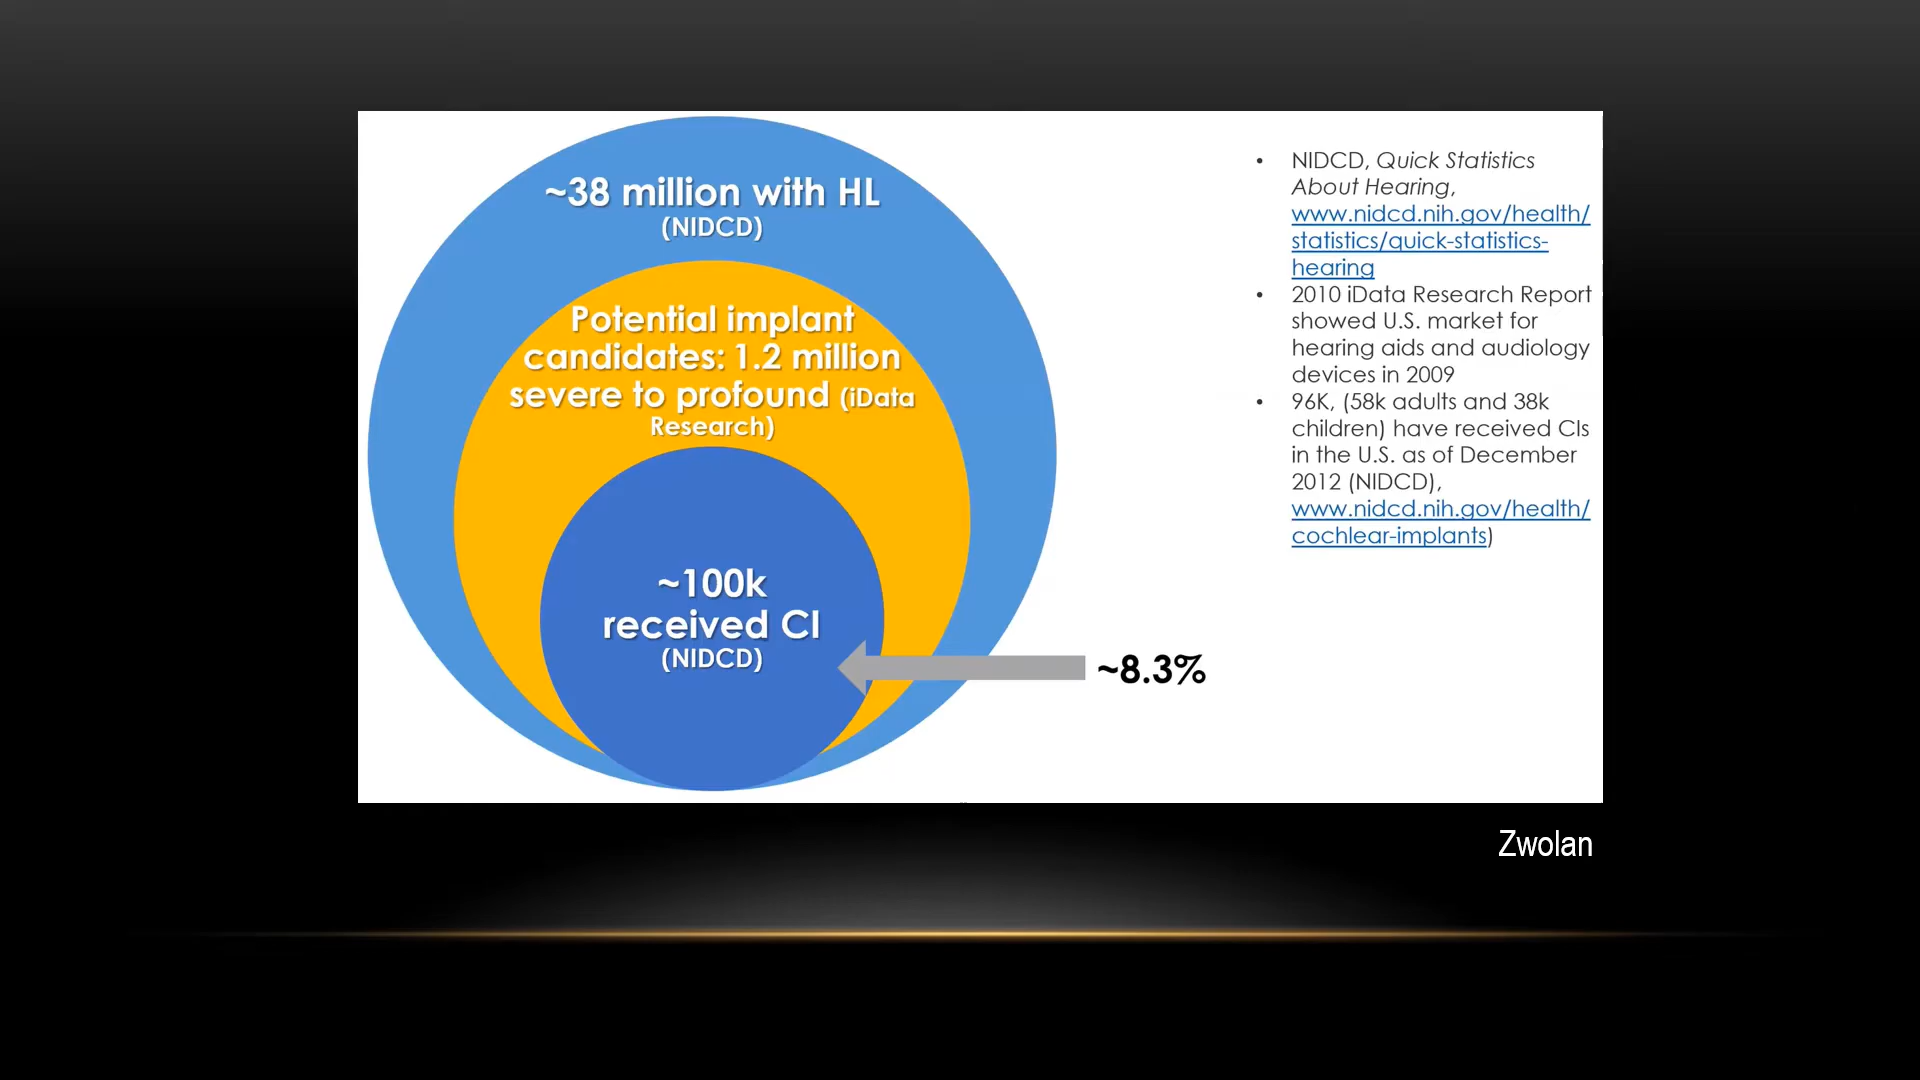 ~38 million with HL
(NIDCD)
Potential implant
candidates: 1.2 million
severe to profound (iData
Research)
~100k
received CI
(NIDCD)
~8.3%
• NIDCD, Quick Statistics
About Hearing,
www.nidcd.nih.gov/health/
statistics/quick-statistics-
hearing
• 2010 iData Research Report
showed U.S. market for
hearing aids and audiology
devices in 2009
• 96K, (58k adults and 38k
children) have received CIs
in the U.S. as of December
2012 (NIDCD),
www.nidcd.nih.gov/health/
cochlear-implants)
Zwolan